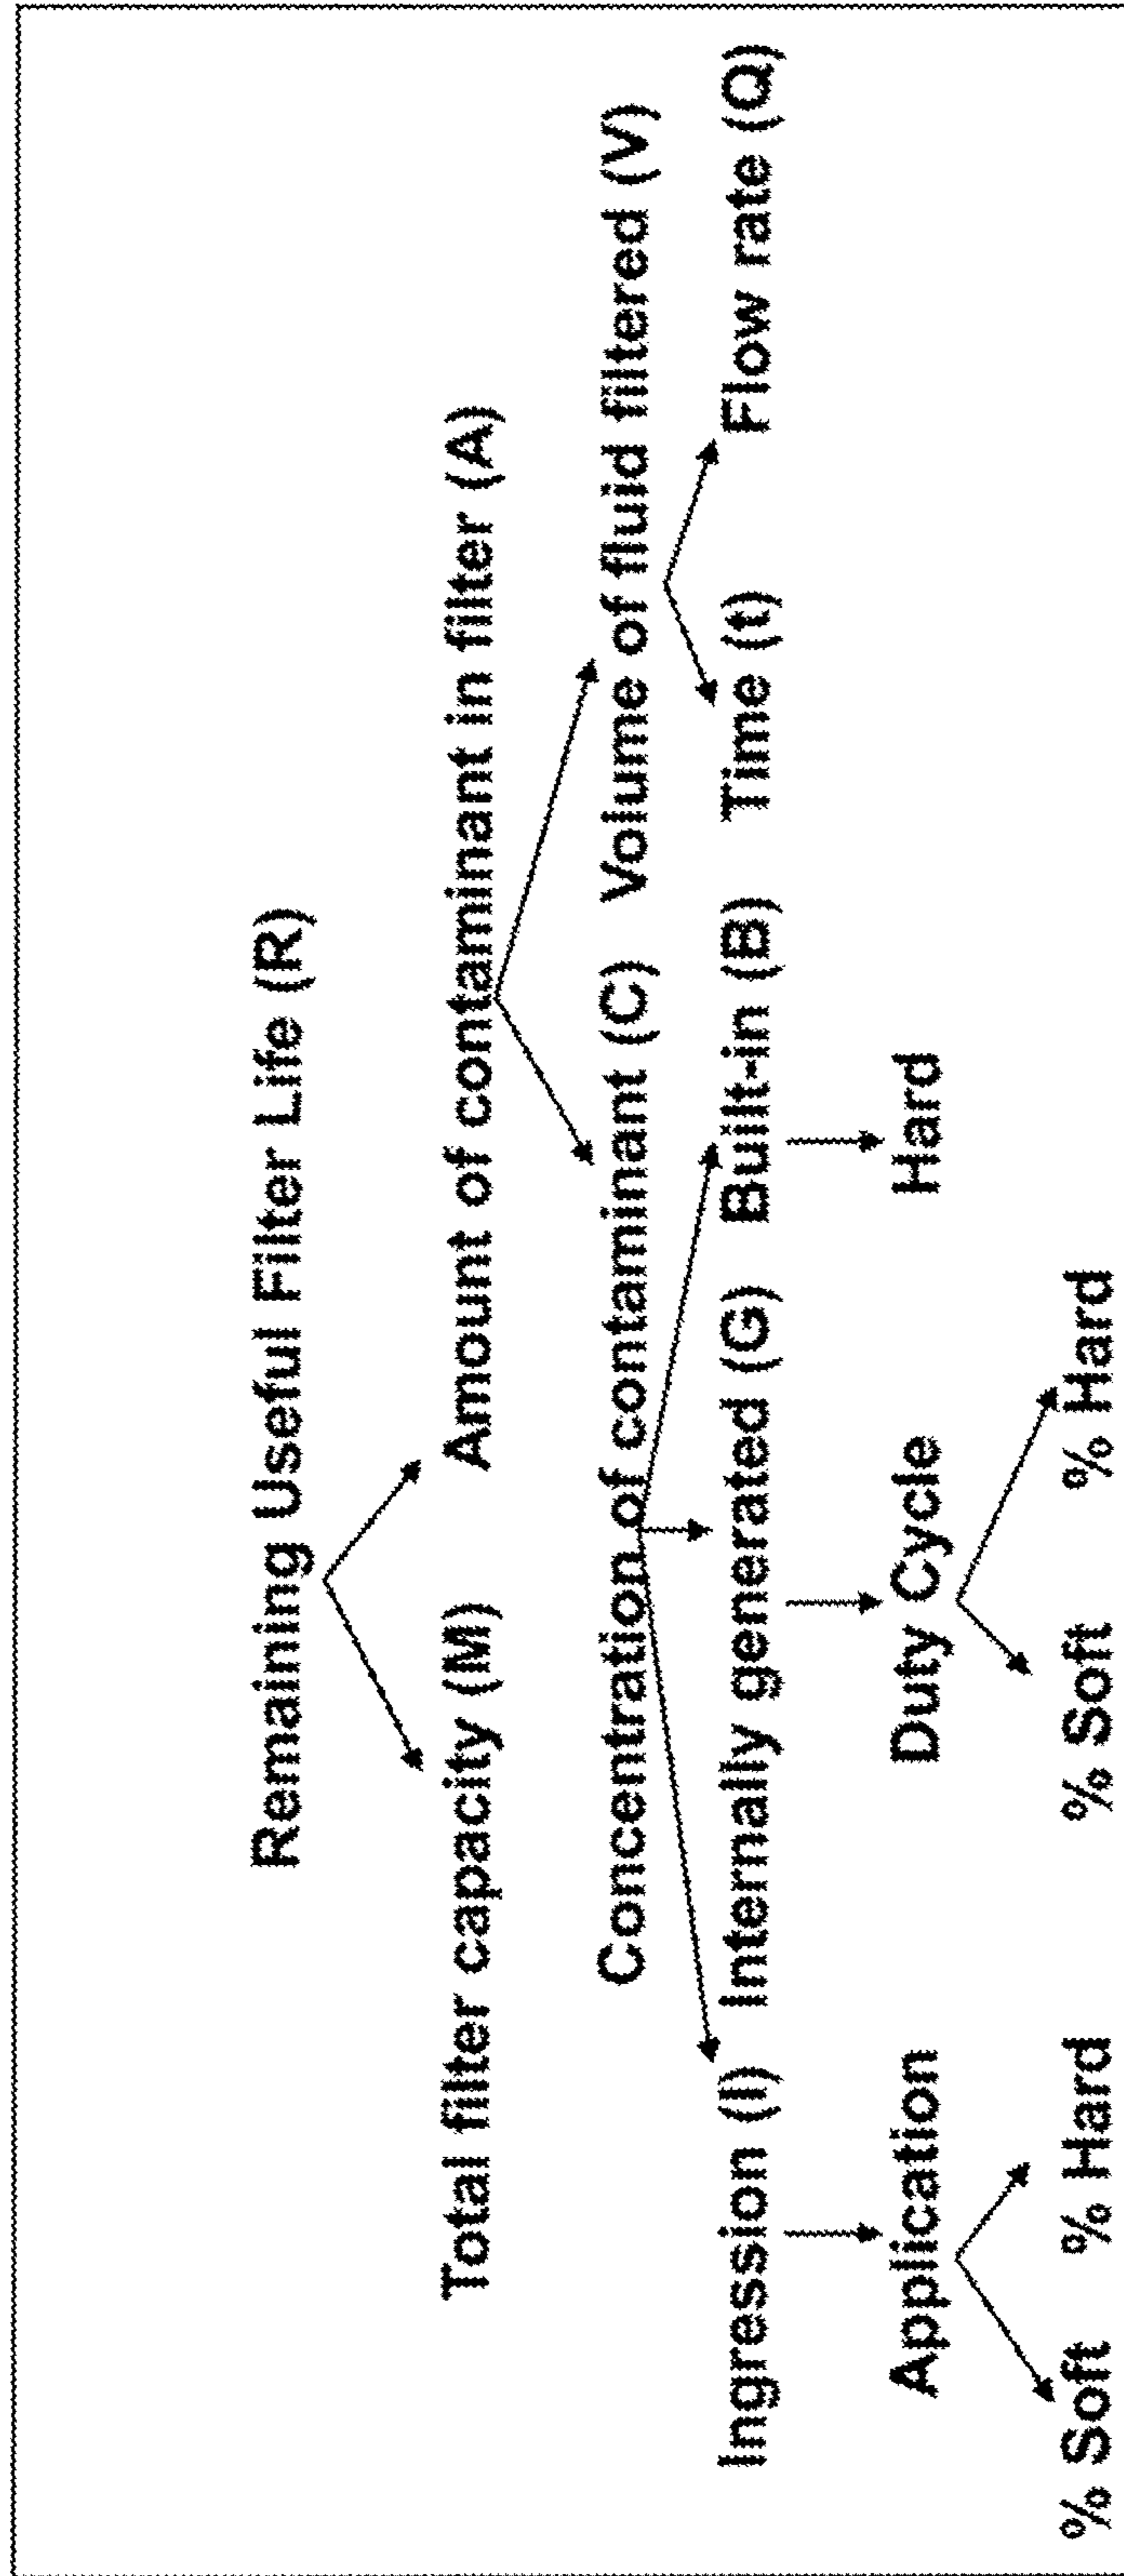 Remaining Useful Filter Life (R)
Total filter capacity (M) Amount of contaminant in filter (A)
Concentration of contaminant (C) Volume of fluid filtered (V)
Ingression (I) Internally generated (G) Built-in (B) Time (t) Flow rate (Q)
Application Duty Cycle Hard
% Soft % Hard % Soft % Hard